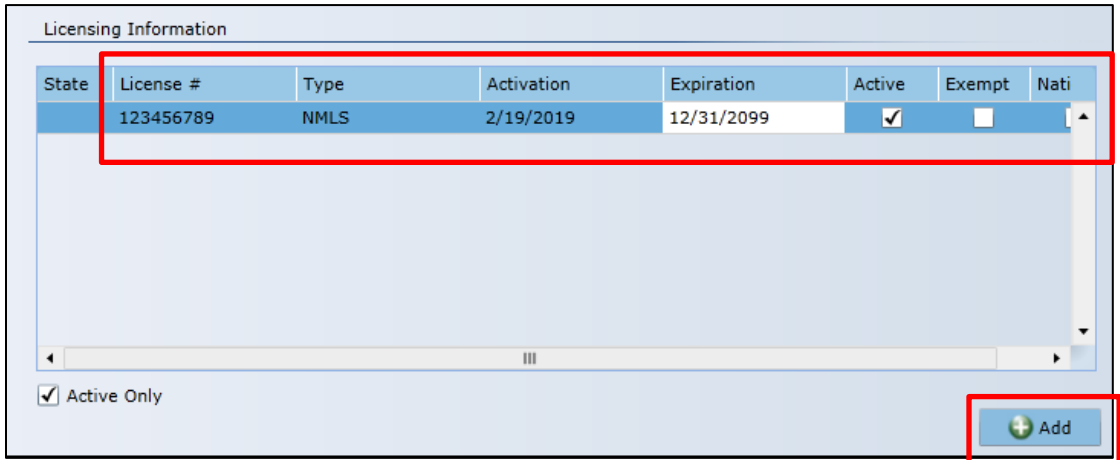 Licensing Information
State License # Type Activation Expiration Active Exempt Nati
123456789 NMLS 2/19/2019 12/31/2099
Active Only
Add